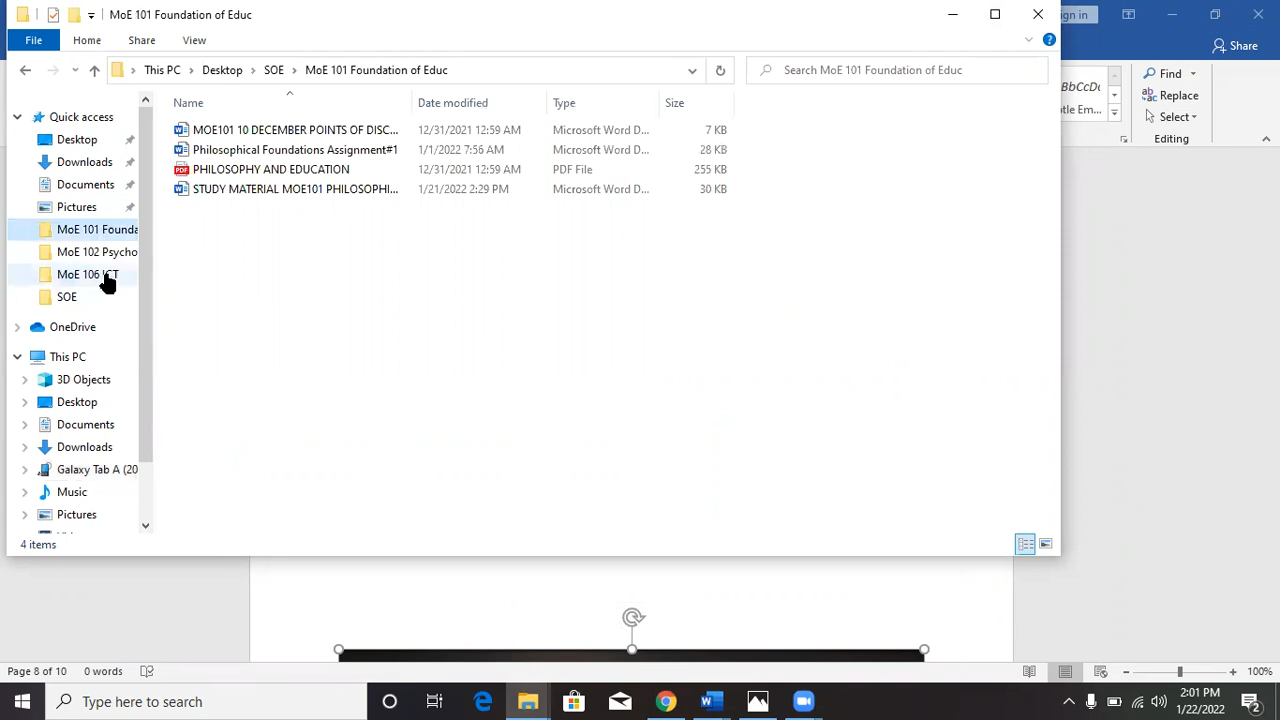 MoE 101 Foundation of Educ
Sign in
File Home Share View
Share
This PC Desktop SOE MoE 101 Foundation of Educ
Search MoE 101 Foundation of Educ
Find
Replace
Select
Editing
Name Date modified Type Size
MOE101 10 DECEMBER POINTS OF DISC... 12/31/2021 12:59 AM Microsoft Word D... 7 KB
Philosophical Foundations Assignment#1 1/1/2022 7:56 AM Microsoft Word D... 28 KB
PHILOSOPHY AND EDUCATION 12/31/2021 12:59 AM PDF File 255 KB
STUDY MATERIAL MOE101 PHILOSOPHI... 1/21/2022 2:29 PM Microsoft Word D... 30 KB
Quick access
Desktop
Downloads
Documents
Pictures
MoE 101 Founda
MoE 102 Psycho
MoE 106 ICT
SOE
OneDrive
This PC
3D Objects
Desktop
Documents
Downloads
Galaxy Tab A (20
Music
Pictures
4 items
Page 8 of 10 0 words
100%
Type here to search
2:01 PM
1/22/2022
2